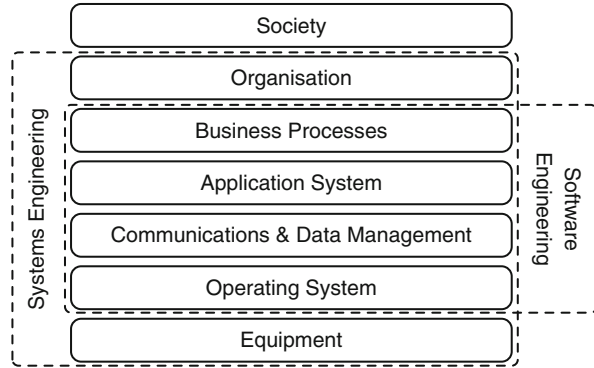 Society
Organisation
Business Processes
Application System
Communications & Data Management
Operating System
Equipment
Systems Engineering
Software
Engineering